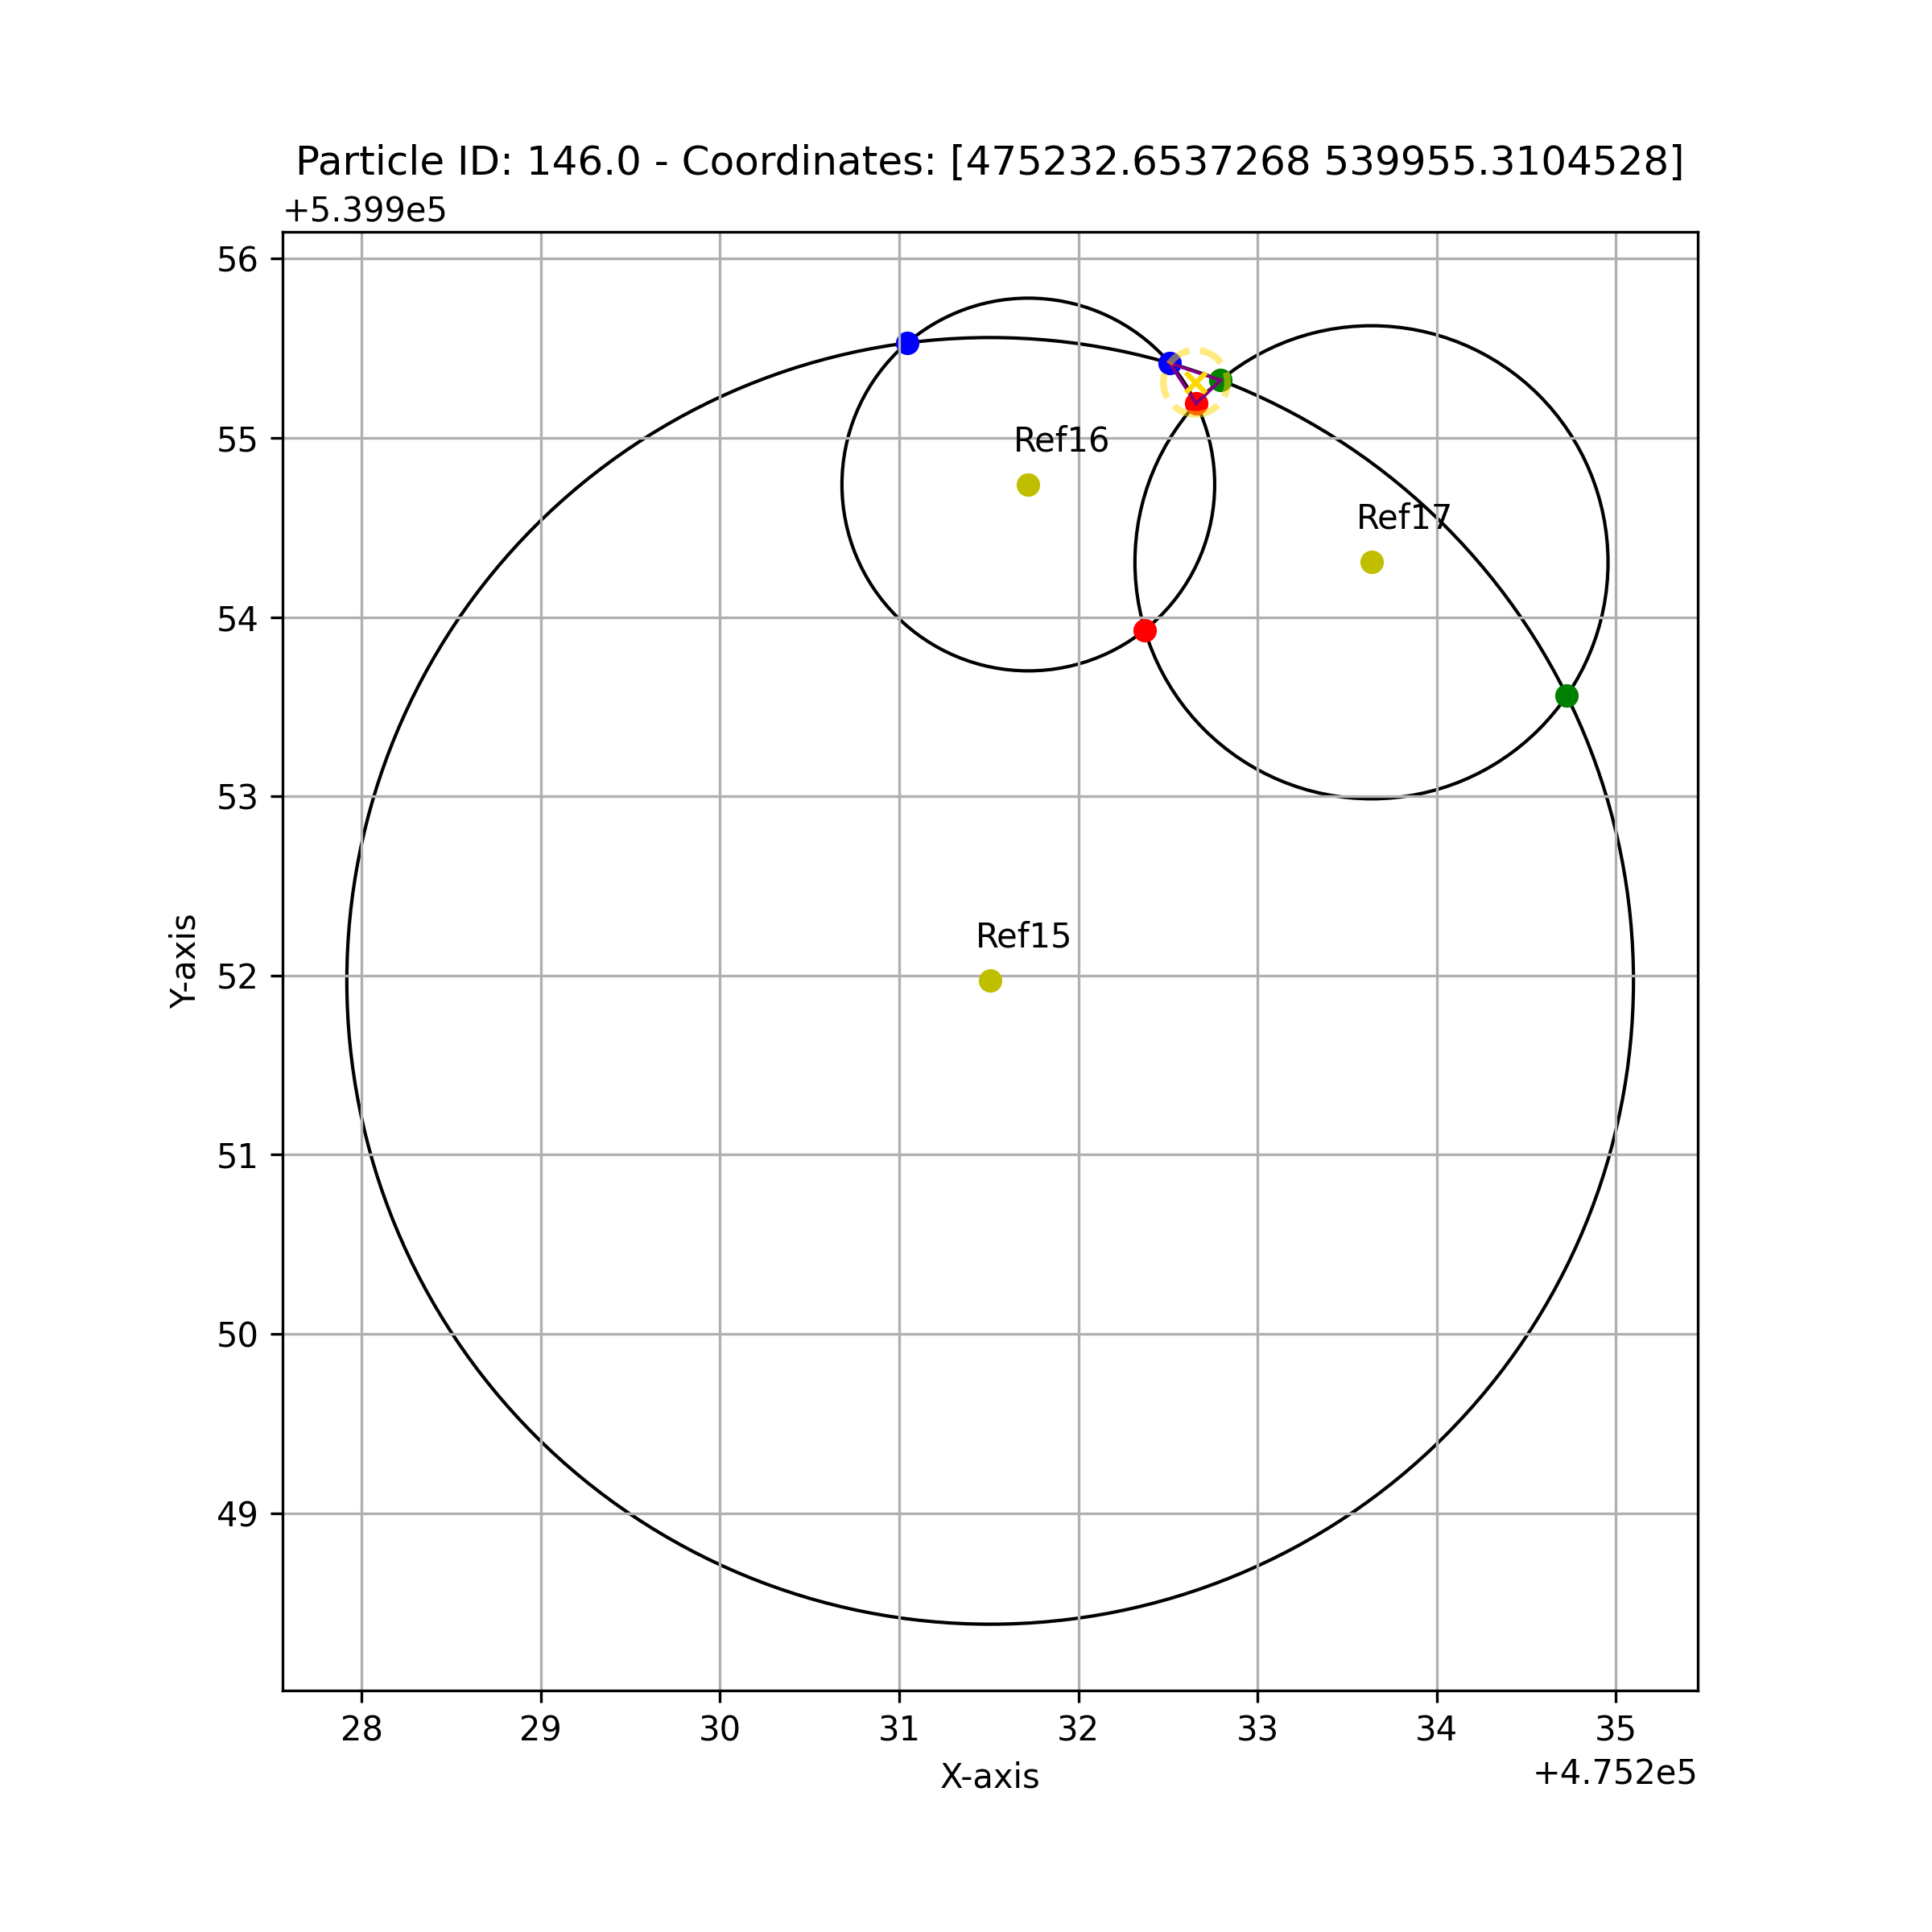 Particle ID: 146.0 - Coordinates: [475232.6537268 539955.3104528]
+5.399e5
56
55
54
53
52
51
50
49
Y-axis
Ref16
Ref17
Ref15
28 29 30 31 32 33 34 35
X-axis
+4.752e5